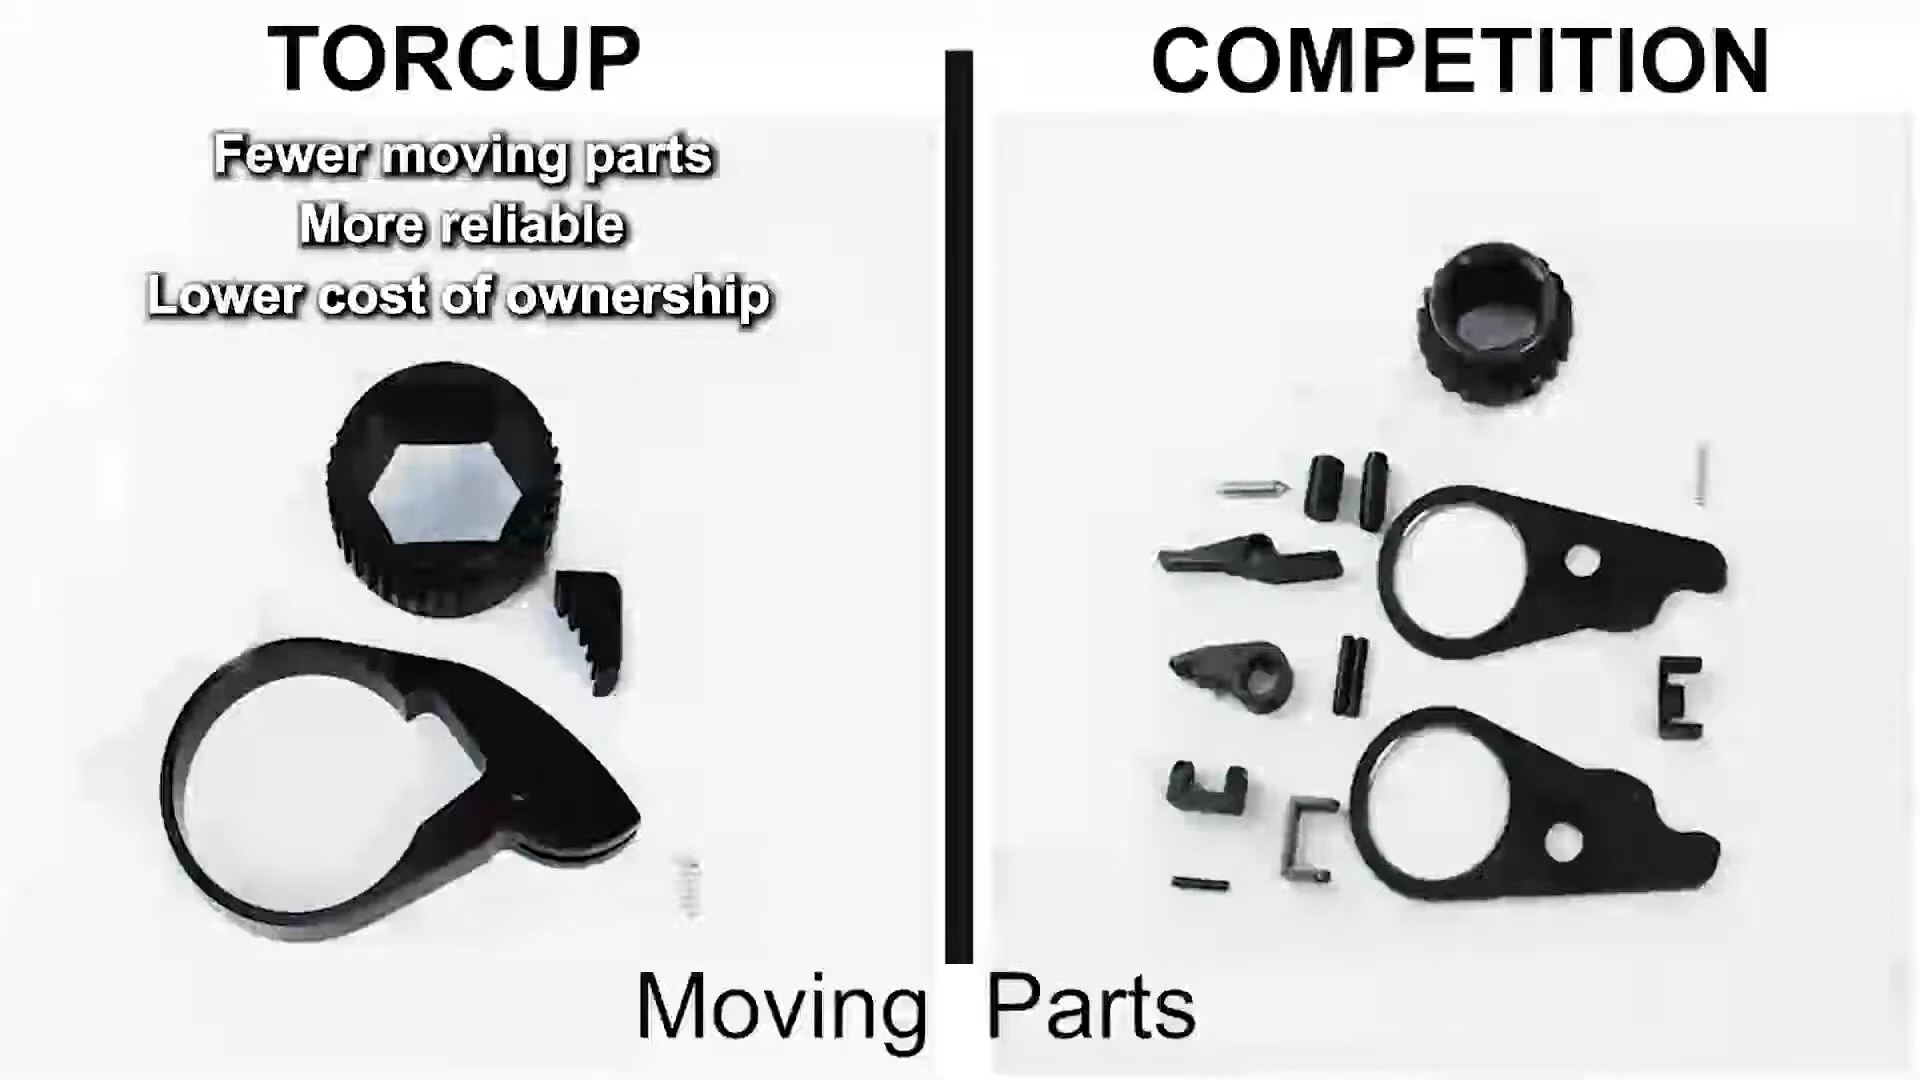 TORCUP
Fewer moving parts
More reliable
Lower cost of ownership
COMPETITION
Moving Parts